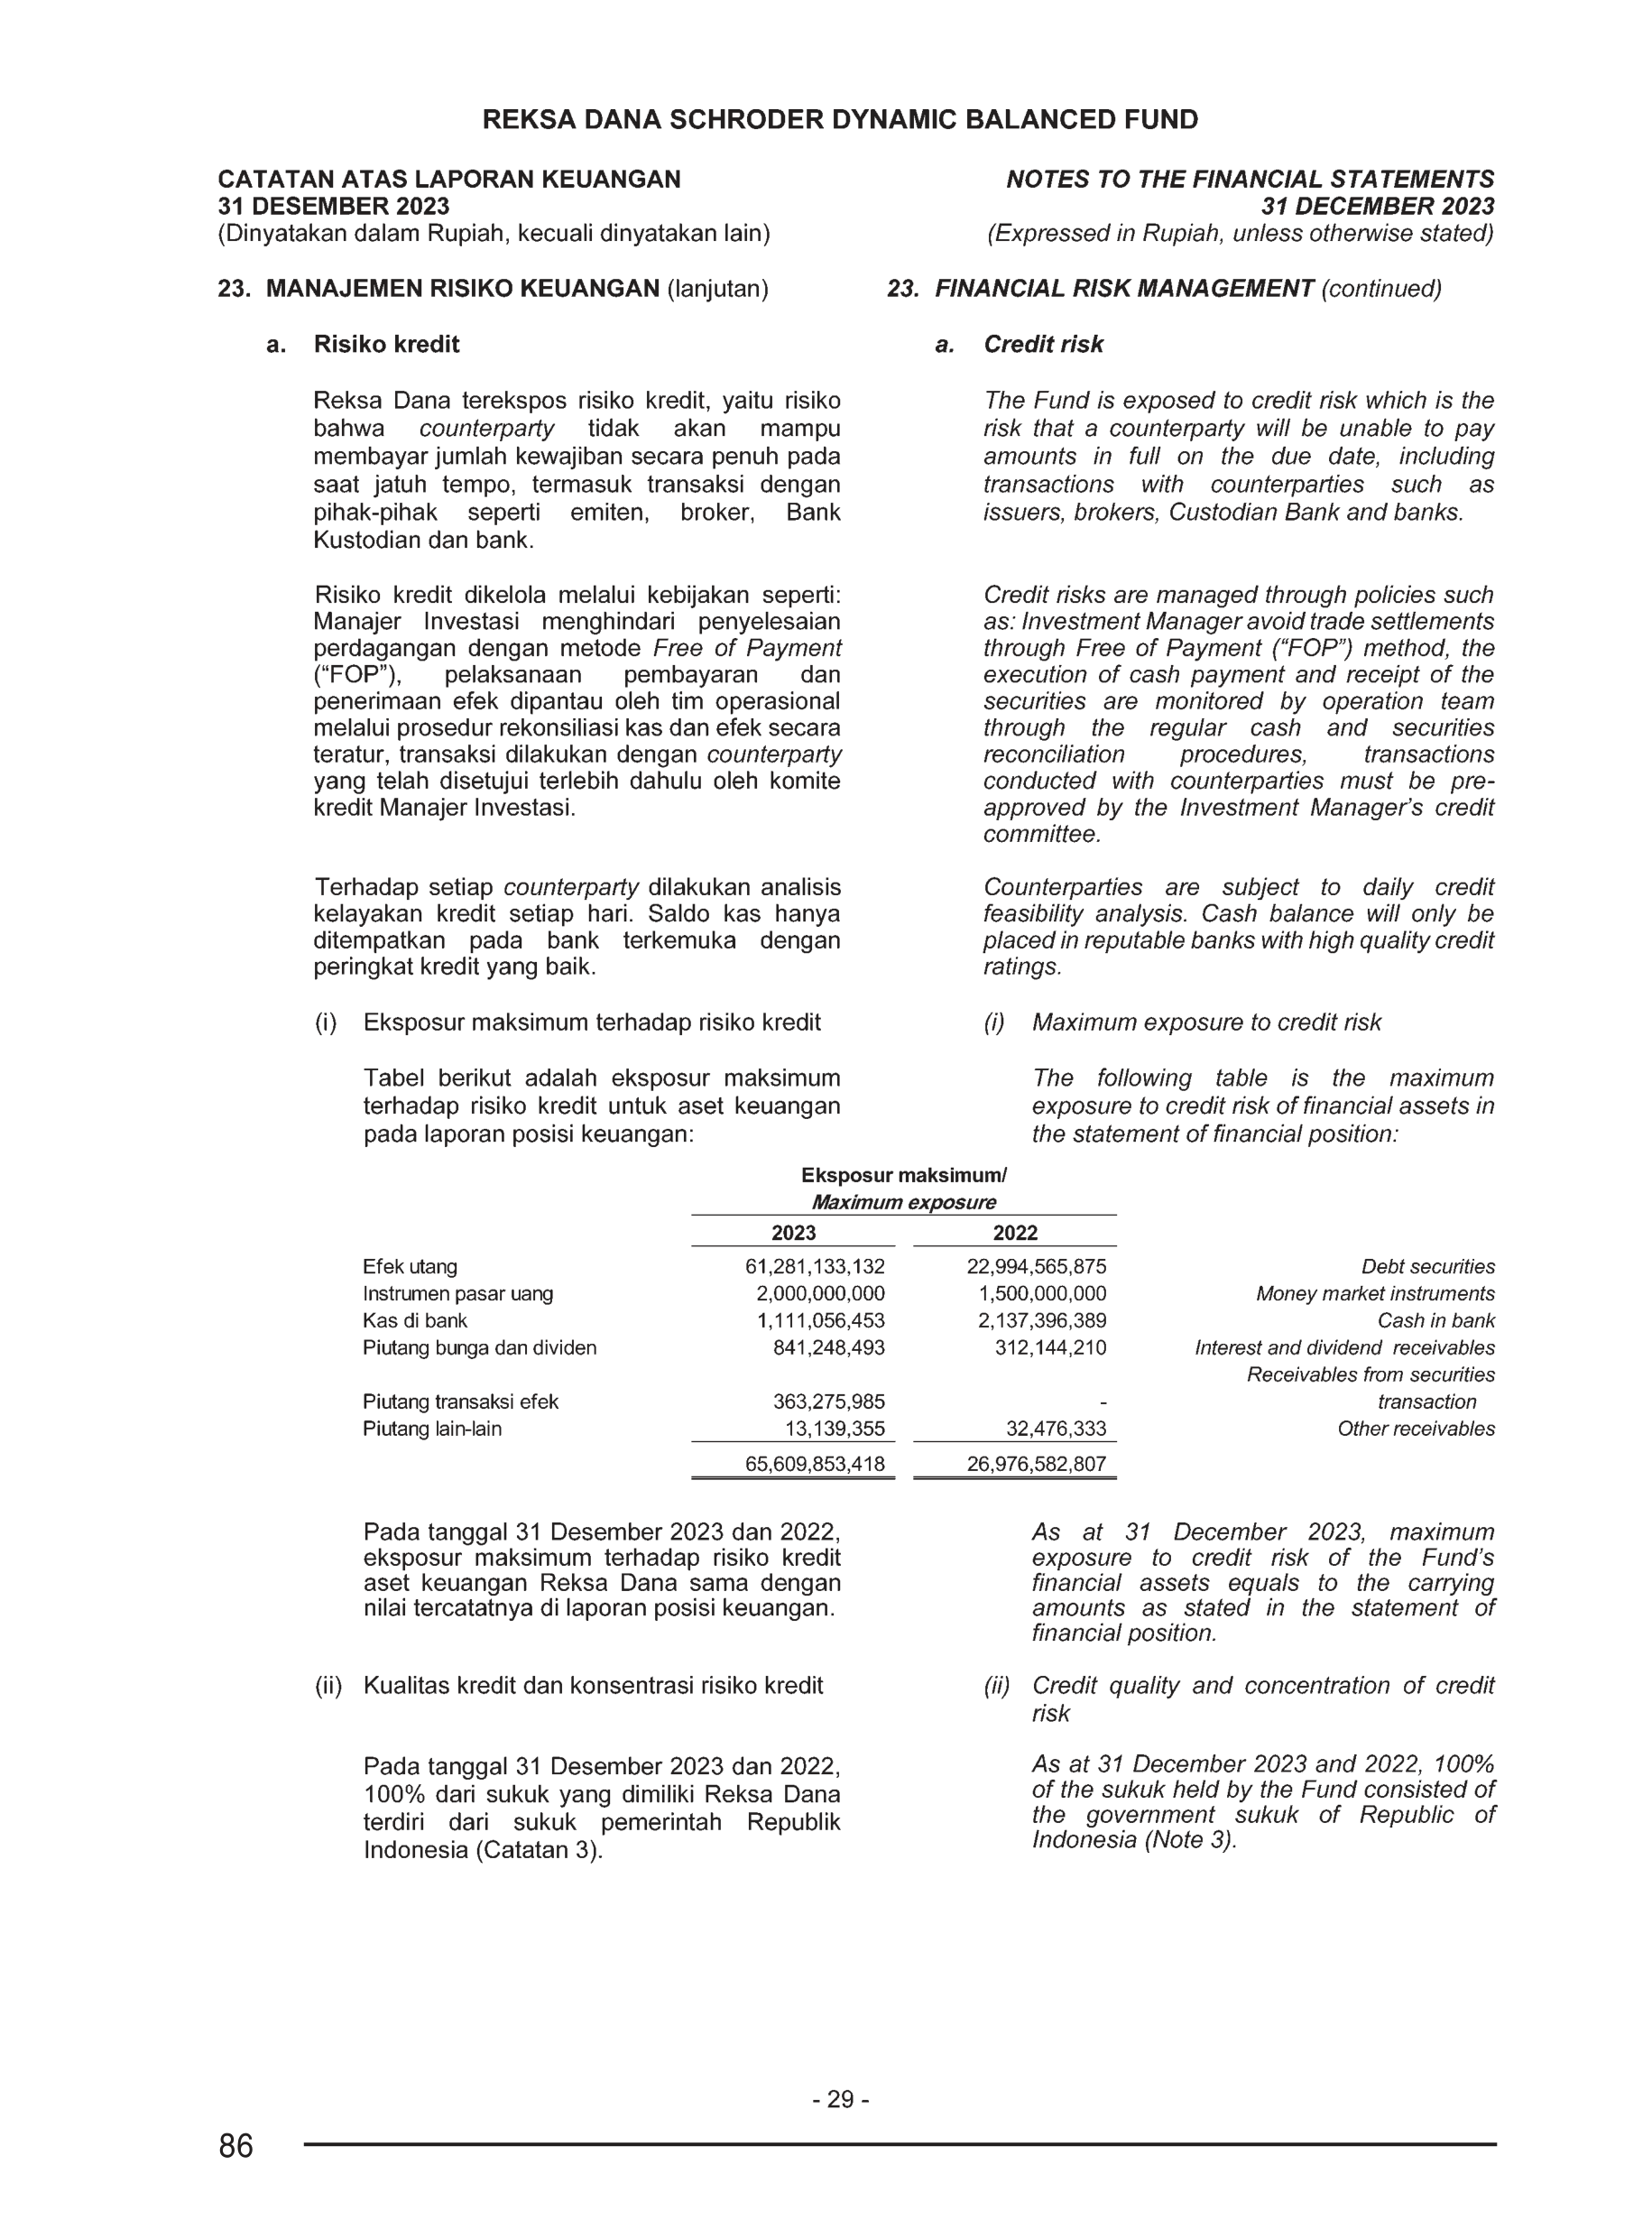 REKSA DANA SCHRODER DYNAMIC BALANCED FUND
CATATAN ATAS LAPORAN KEUANGAN
31 DESEMBER 2023
(Dinyatakan dalam Rupiah, kecuali dinyatakan lain)
NOTES TO THE FINANCIAL STATEMENTS
31 DECEMBER 2023
(Expressed in Rupiah, unless otherwise stated)
23. MANAJEMEN RISIKO KEUANGAN (lanjutan)
23. FINANCIAL RISK MANAGEMENT (continued)
a. Risiko kredit
Reksa Dana terekspos risiko kredit, yaitu risiko
bahwa counterparty tidak akan mampu
membayar jumlah kewajiban secara penuh pada
saat jatuh tempo, termasuk transaksi dengan
pihak-pihak seperti emiten, broker, Bank
Kustodian dan bank.
a. Credit risk
The Fund is exposed to credit risk which is the
risk that a counterparty will be unable to pay
amounts in full on the due date, including
transactions with counterparties such as
issuers, brokers, Custodian Bank and banks.
Risiko kredit dikelola melalui kebijakan seperti:
Manajer Investasi menghindari penyelesaian
perdagangan dengan metode Free of Payment
(“FOP”), pelaksanaan pembayaran dan
penerimaan efek dipantau oleh tim operasional
melalui prosedur rekonsiliasi kas dan efek secara
teratur, transaksi dilakukan dengan counterparty
yang telah disetujui terlebih dahulu oleh komite
kredit Manajer Investasi.
Credit risks are managed through policies such
as: Investment Manager avoid trade settlements
through Free of Payment (“FOP”) method, the
execution of cash payment and receipt of the
securities are monitored by operation team
through the regular cash and securities
reconciliation procedures, transactions
conducted with counterparties must be pre-
approved by the Investment Manager’s credit
committee.
Terhadap setiap counterparty dilakukan analisis
kelayakan kredit setiap hari. Saldo kas hanya
ditempatkan pada bank terkemuka dengan
peringkat kredit yang baik.
Counterparties are subject to daily credit
feasibility analysis. Cash balance will only be
placed in reputable banks with high quality credit
ratings.
(i) Eksposur maksimum terhadap risiko kredit
Tabel berikut adalah eksposur maksimum
terhadap risiko kredit untuk aset keuangan
pada laporan posisi keuangan:
(i) Maximum exposure to credit risk
The following table is the maximum
exposure to credit risk of financial assets in
the statement of financial position:
Eksposur maksimum/
Maximum exposure
2023 2022
Efek utang 61,281,133,132 22,994,565,875 Debt securities
Instrumen pasar uang 2,000,000,000 1,500,000,000 Money market instruments
Kas di bank 1,111,056,453 2,137,396,389 Cash in bank
Piutang bunga dan dividen 841,248,493 312,144,210 Interest and dividend receivables
Receivables from securities
Piutang transaksi efek 363,275,985 - transaction
Piutang lain-lain 13,139,355 32,476,333 Other receivables
65,609,853,418 26,976,582,807
Pada tanggal 31 Desember 2023 dan 2022,
eksposur maksimum terhadap risiko kredit
aset keuangan Reksa Dana sama dengan
nilai tercatatnya di laporan posisi keuangan.
As at 31 December 2023, maximum
exposure to credit risk of the Fund’s
financial assets equals to the carrying
amounts as stated in the statement of
financial position.
(ii) Kualitas kredit dan konsentrasi risiko kredit
(ii) Credit quality and concentration of credit
risk
Pada tanggal 31 Desember 2023 dan 2022,
100% dari sukuk yang dimiliki Reksa Dana
terdiri dari sukuk pemerintah Republik
Indonesia (Catatan 3).
As at 31 December 2023 and 2022, 100%
of the sukuk held by the Fund consisted of
the government sukuk of Republic of
Indonesia (Note 3).
- 29 -
86